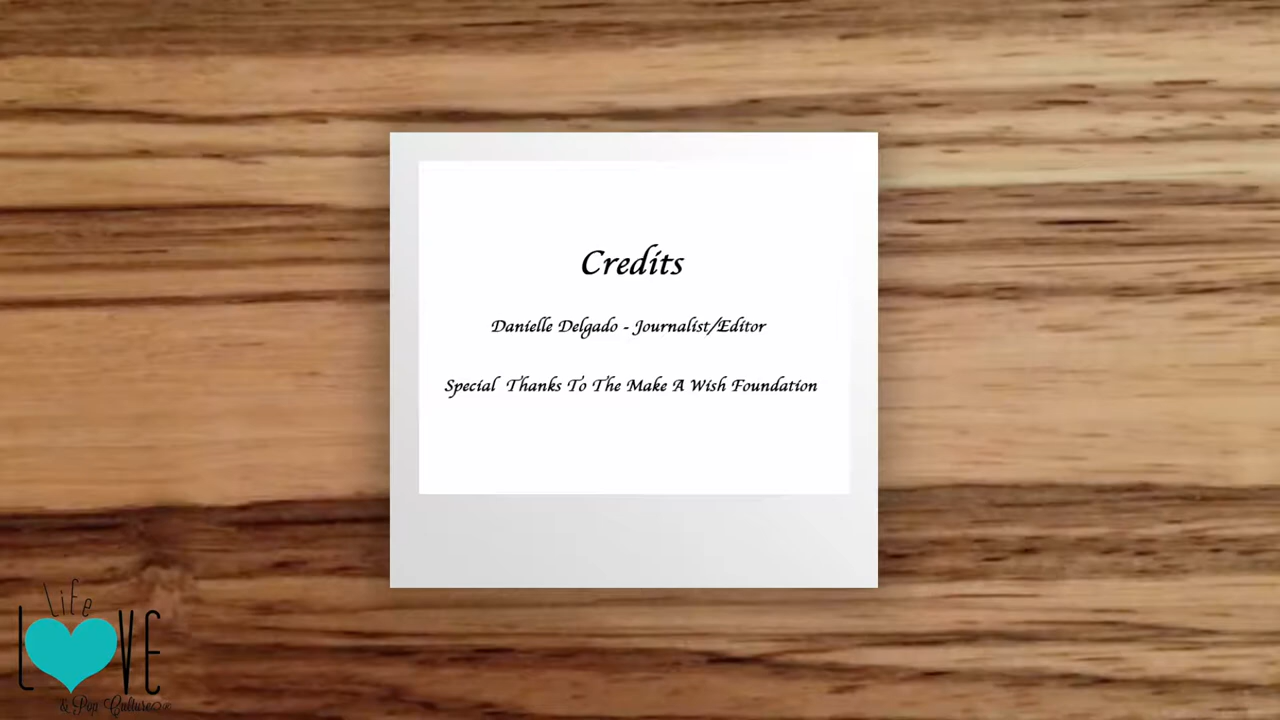 Credits
Danielle Delgado - Journalist/Editor
Special Thanks To The Make A Wish Foundation
Life
LOVE
& Pop Culture